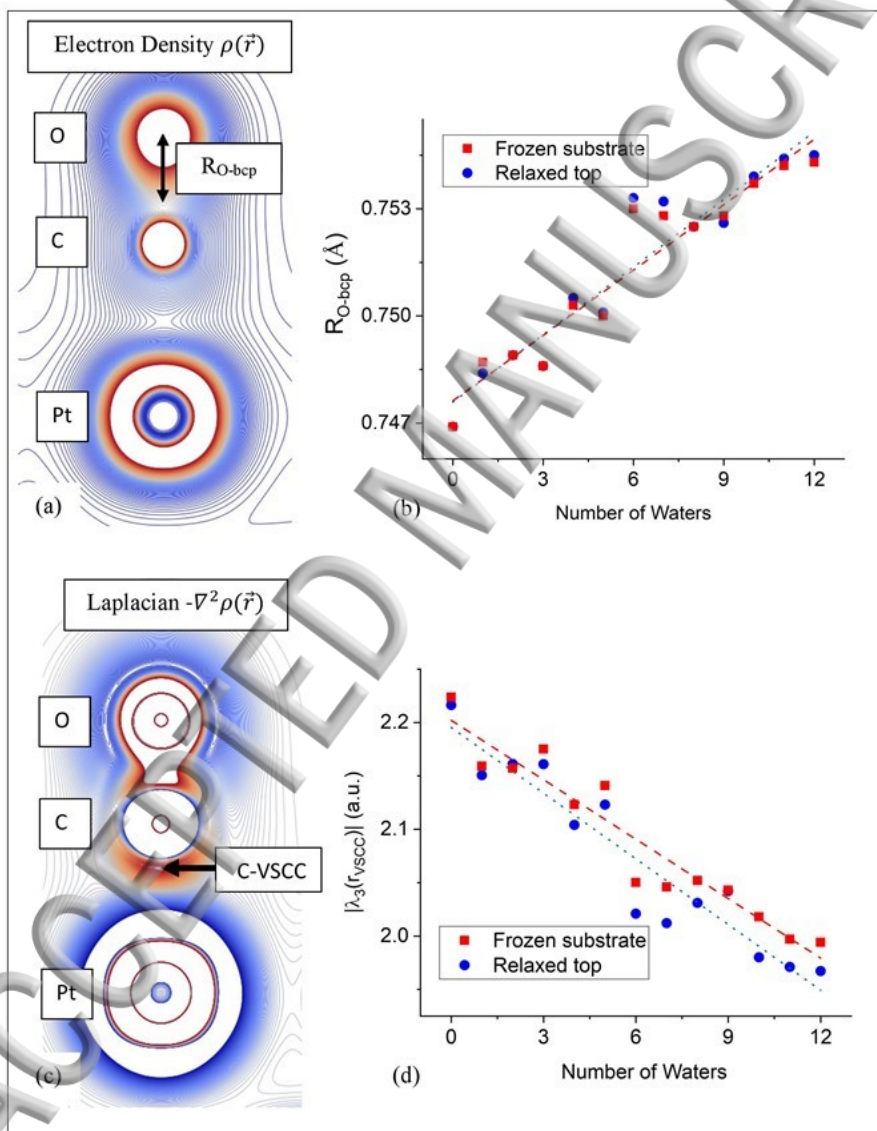 Electron Density ρ(r⃗)
O
R_O-bcp
C
Pt
(a)
Frozen substrate
Relaxed top
0.753
0.750
0.747
R_O-bcp (Å)
0 3 6 9 12
Number of Waters
(b)
Laplacian -∇²ρ(r⃗)
O
C
C-VSCC
Pt
(c)
2.2
2.1
2.0
|λ₃(r_VSCC)| (a.u.)
Frozen substrate
Relaxed top
0 3 6 9 12
Number of Waters
(d)
ACCEPTED MANUSCR